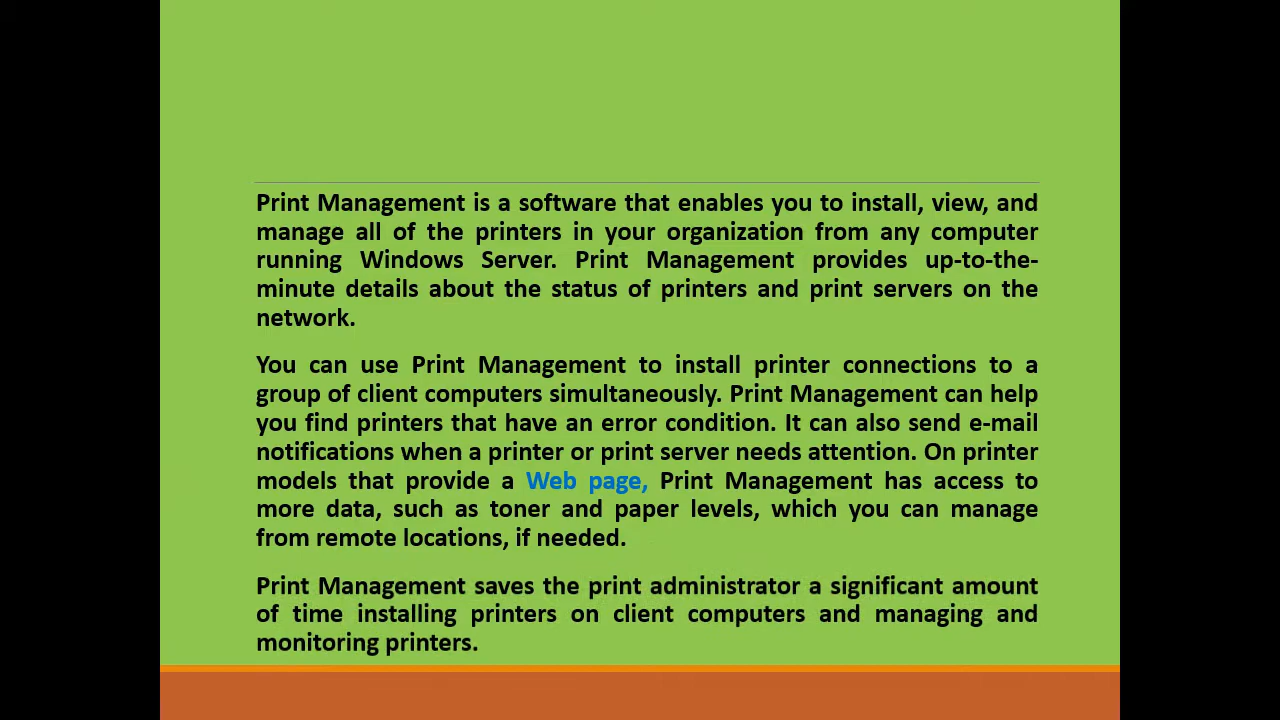 Print Management is a software that enables you to install, view, and
manage all of the printers in your organization from any computer
running Windows Server. Print Management provides up-to-the-
minute details about the status of printers and print servers on the
network.
You can use Print Management to install printer connections to a
group of client computers simultaneously. Print Management can help
you find printers that have an error condition. It can also send e-mail
notifications when a printer or print server needs attention. On printer
models that provide a Web page, Print Management has access to
more data, such as toner and paper levels, which you can manage
from remote locations, if needed.
Print Management saves the print administrator a significant amount
of time installing printers on client computers and managing and
monitoring printers.